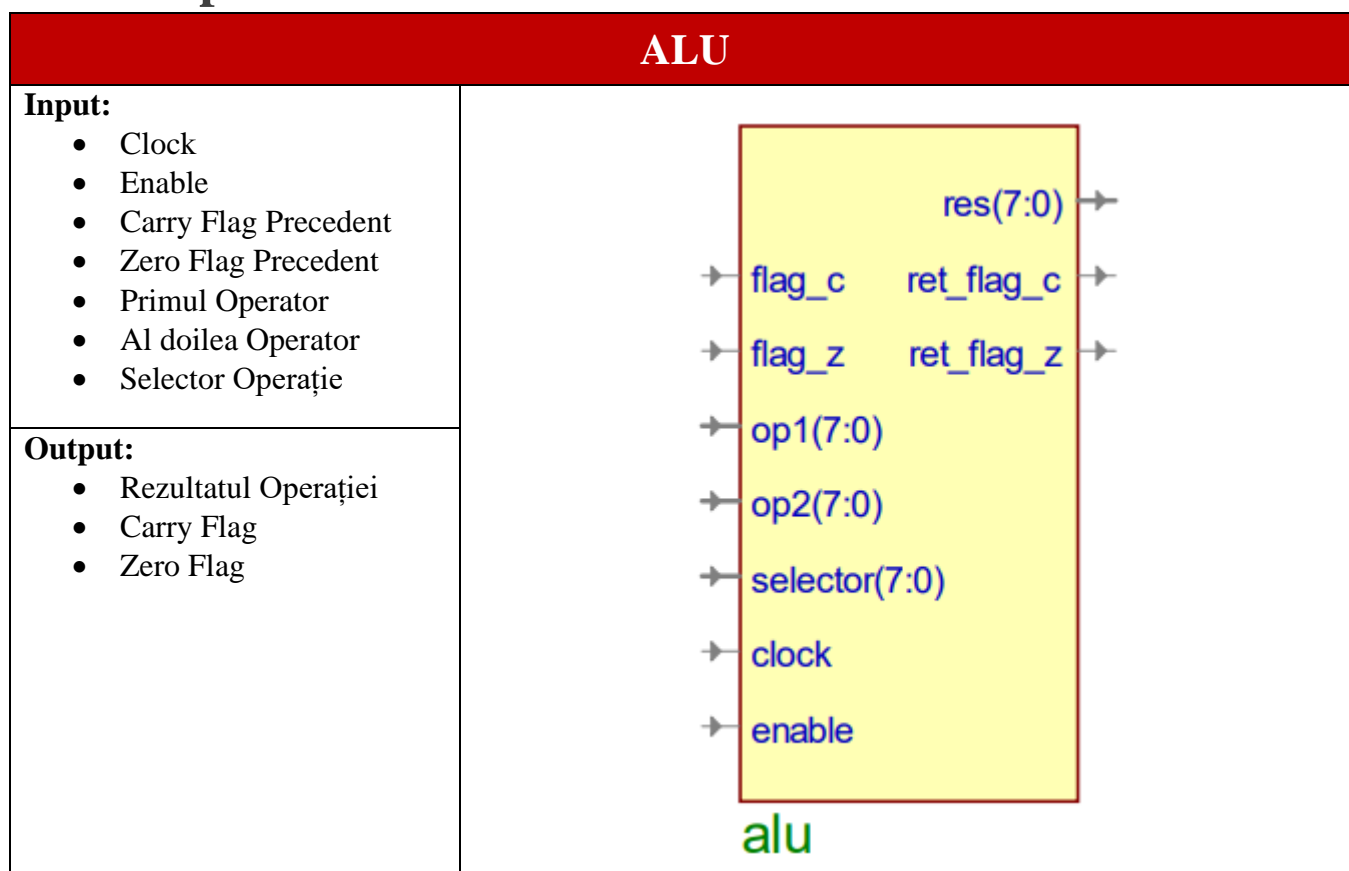 ALU
Input:
• Clock
• Enable
• Carry Flag Precedent
• Zero Flag Precedent
• Primul Operator
• Al doilea Operator
• Selector Operație
Output:
• Rezultatul Operației
• Carry Flag
• Zero Flag
res(7:0)
flag_c ret_flag_c
flag_z ret_flag_z
op1(7:0)
op2(7:0)
selector(7:0)
clock
enable
alu